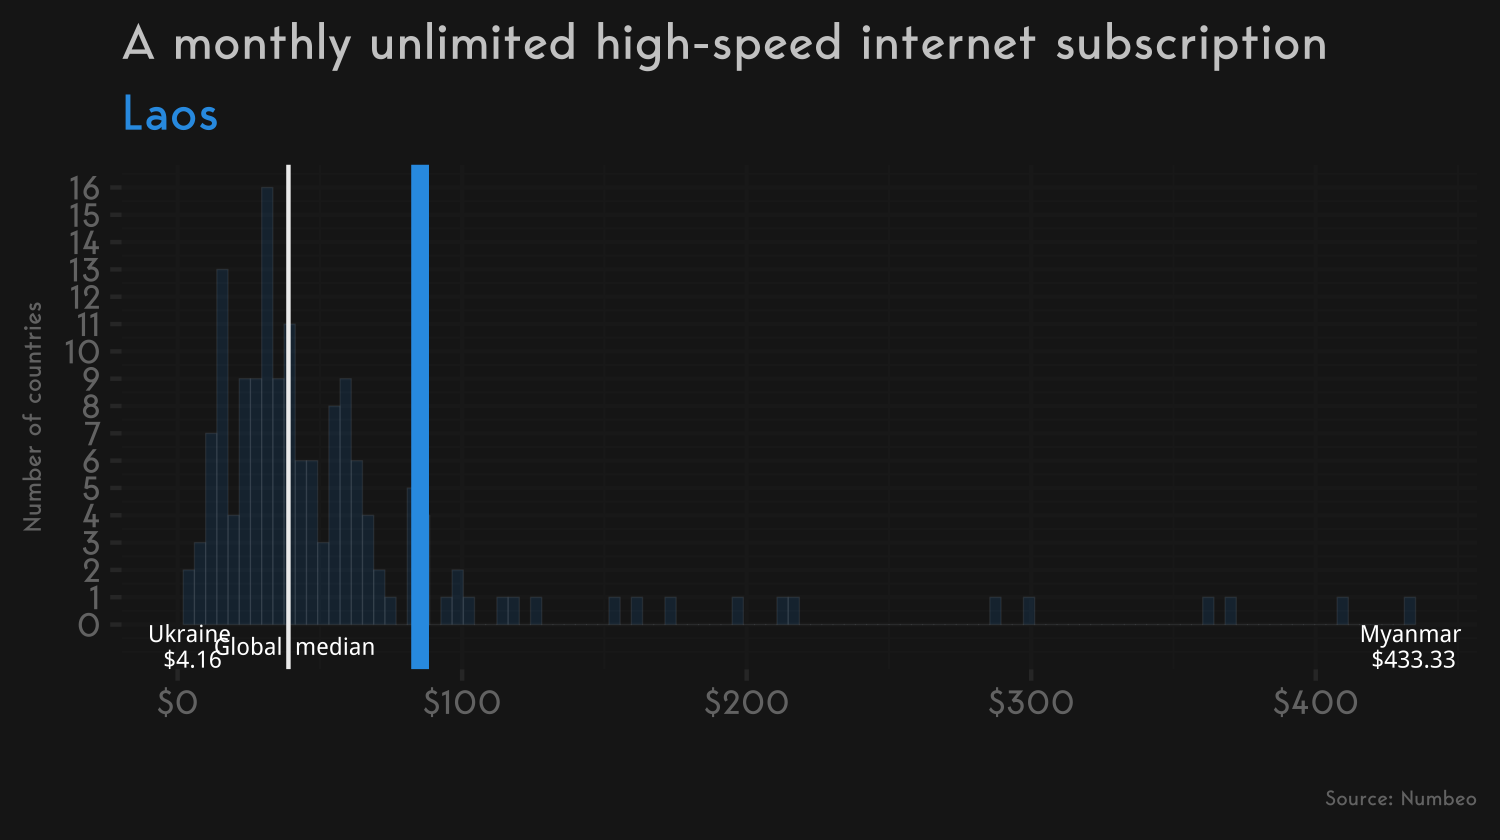 A monthly unlimited high-speed internet subscription
Laos
Number of countries
16
15
14
13
12
11
10
9
8
7
6
5
4
3
2
1
0
Ukraine
$4.16
Global median
Myanmar
$433.33
$0 $100 $200 $300 $400
Source: Numbeo